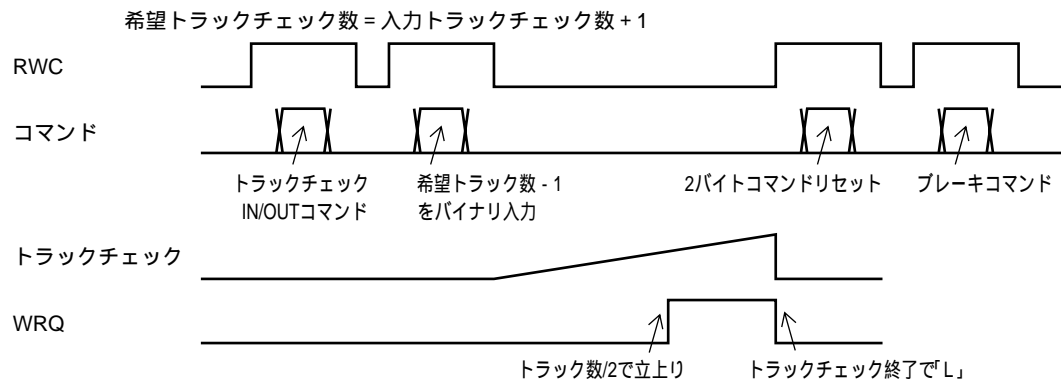 希望トラックチェック数 = 入力トラックチェック数 + 1
RWC
コマンド
トラックチェック
IN/OUTコマンド
希望トラック数 - 1
をバイナリ入力
2バイトコマンドリセット
ブレーキコマンド
トラックチェック
WRQ
トラック数/2で立上り
トラックチェック終了で「L」